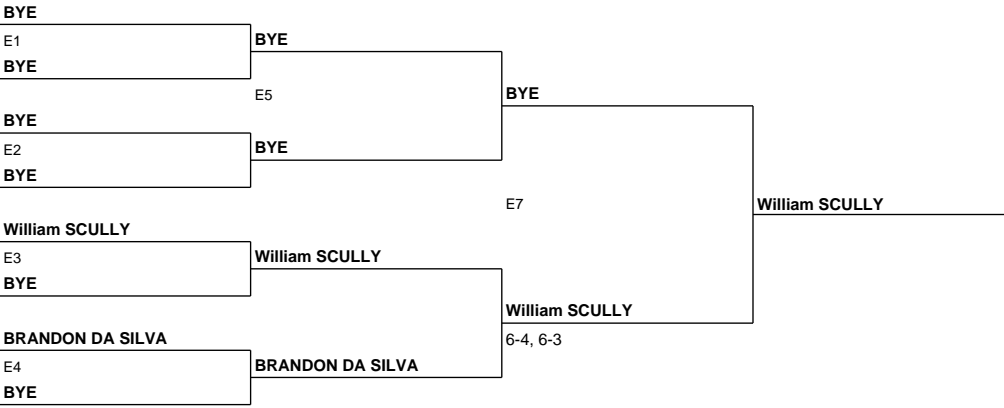 BYE
E1
BYE
BYE
E2
BYE
William SCULLY
E3
BYE
BRANDON DA SILVA
E4
BYE
BYE
E5
BYE
William SCULLY
BRANDON DA SILVA
BYE
E7
William SCULLY
6-4, 6-3
William SCULLY